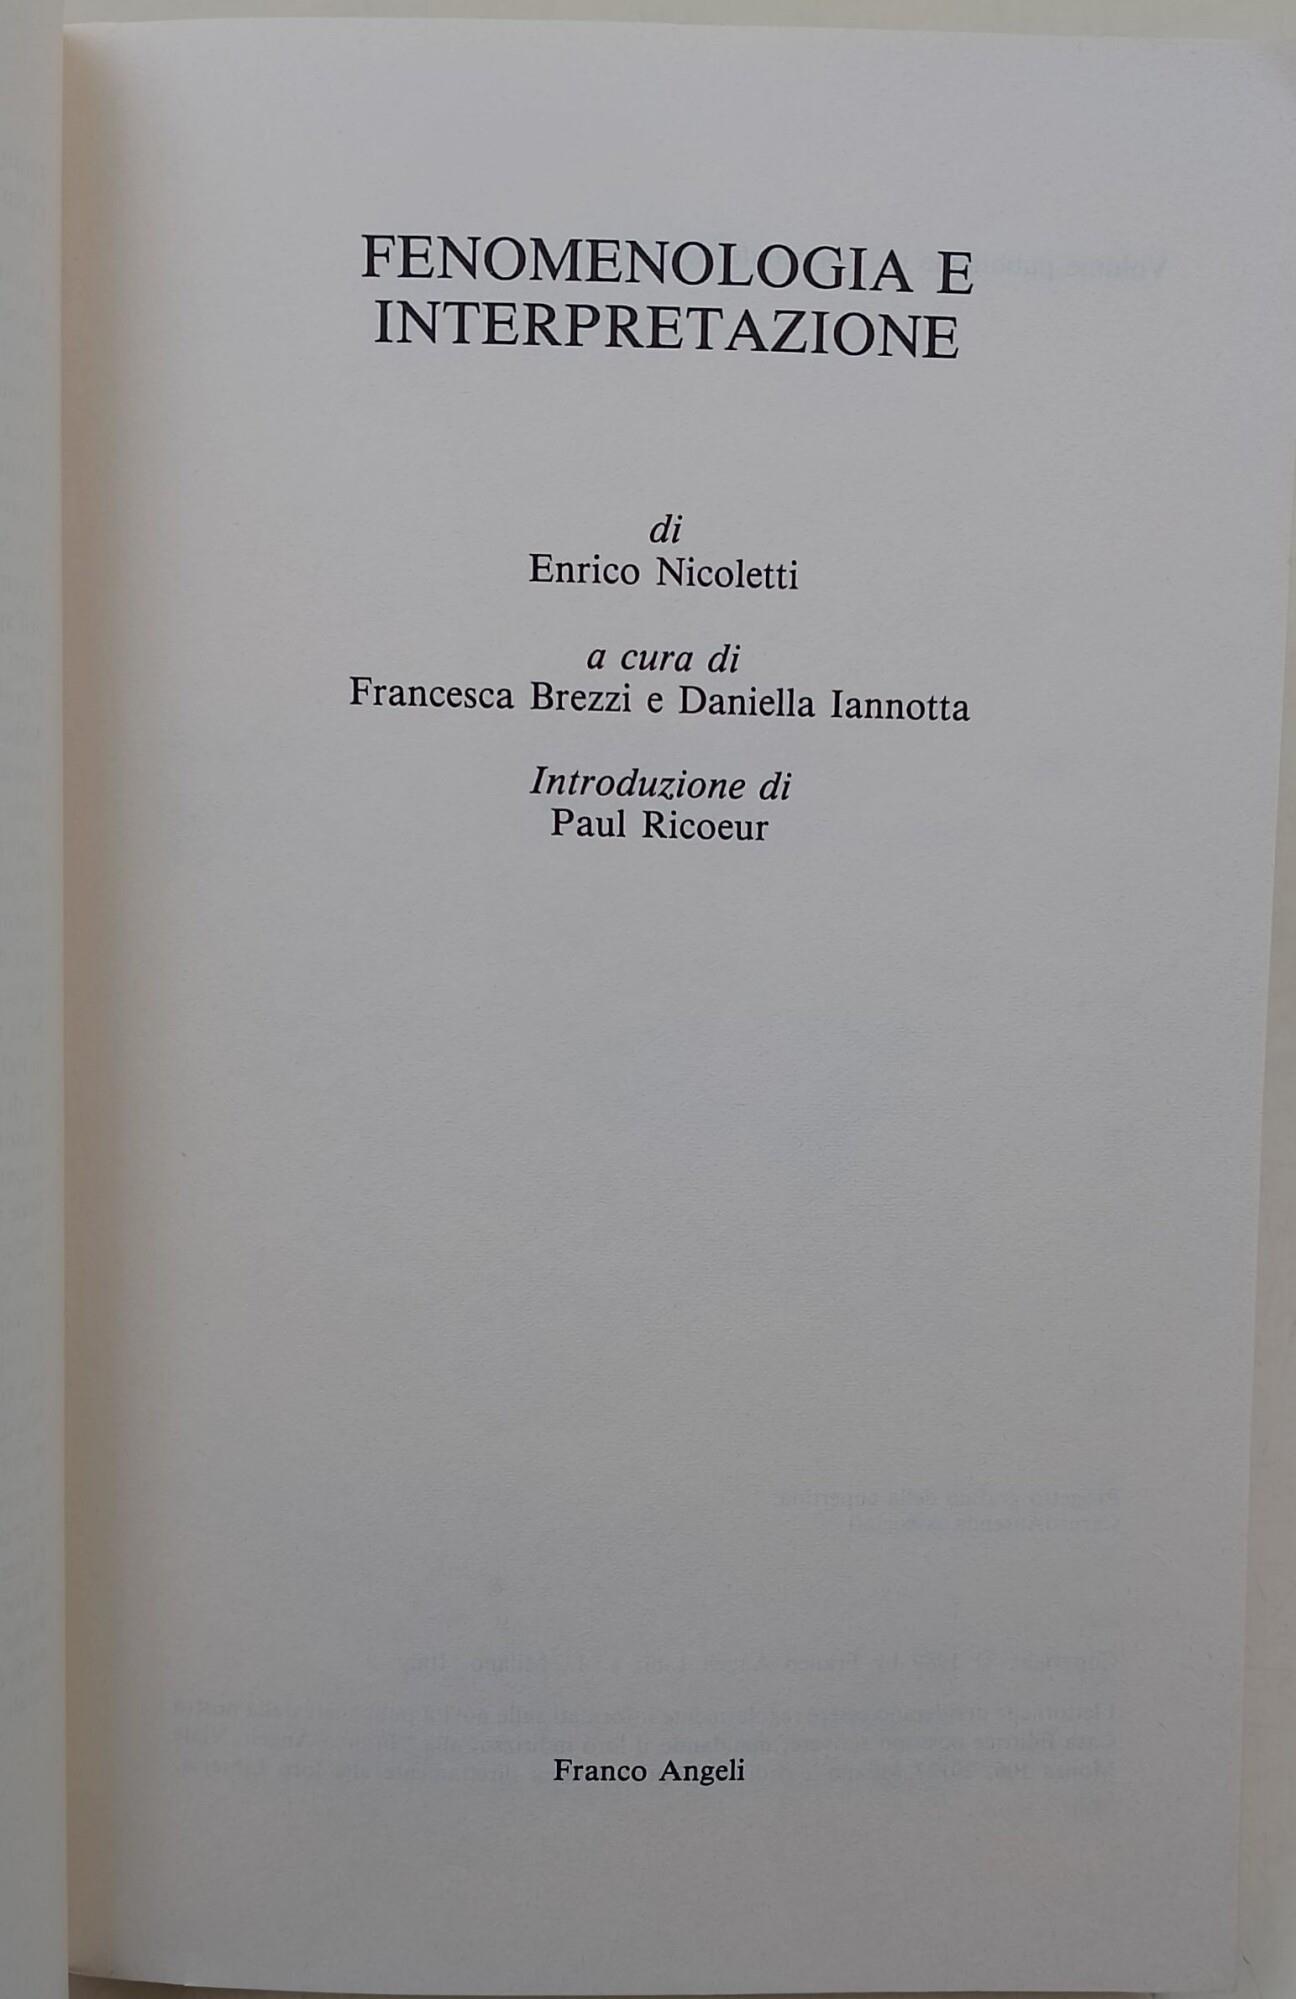 FENOMENOLOGIA E
INTERPRETAZIONE
di
Enrico Nicoletti
a cura di
Francesca Brezzi e Daniella Iannotta
Introduzione di
Paul Ricoeur
Franco Angeli